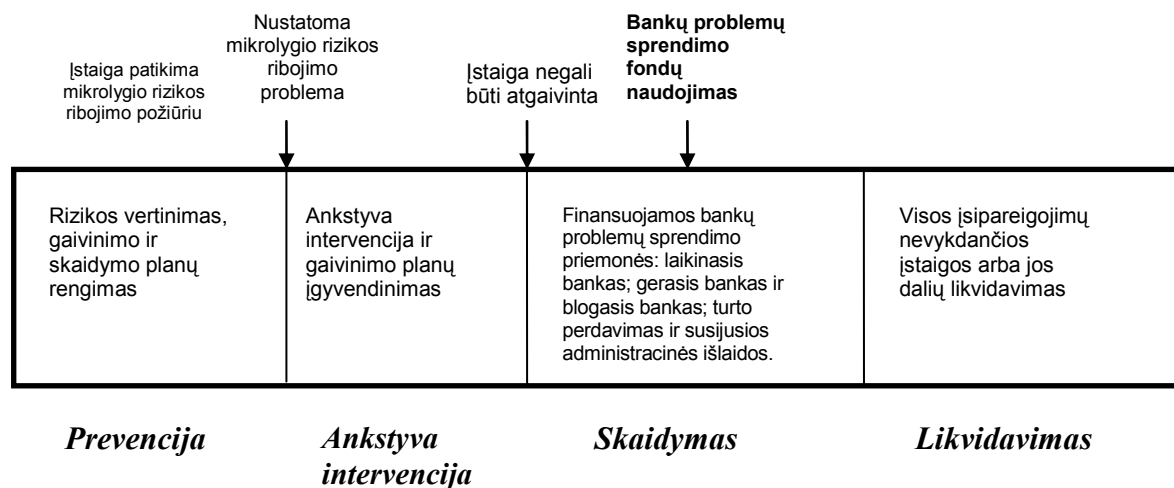 Įstaiga patikima
mikrolygio rizikos
ribojimo požiūriu
Nustatoma
mikrolygio rizikos
ribojimo
problema
Įstaiga negali
būti atgaivinta
Bankų problemų
sprendimo
fondų
naudojimas
Rizikos vertinimas,
gaivinimo ir
skaidymo planų
rengimas
Ankstyva
intervencija ir
gaivinimo planų
įgyvendinimas
Finansuojamos bankų
problemų sprendimo
priemonės: laikinasis
bankas; gerasis bankas ir
blogasis bankas; turto
perdavimas ir susijusios
administracinės išlaidos.
Visos įsipareigojimų
nevykdančios
įstaigos arba jos
dalių likvidavimas
Prevencija
Ankstyva
intervencija
Skaidymas
Likvidavimas